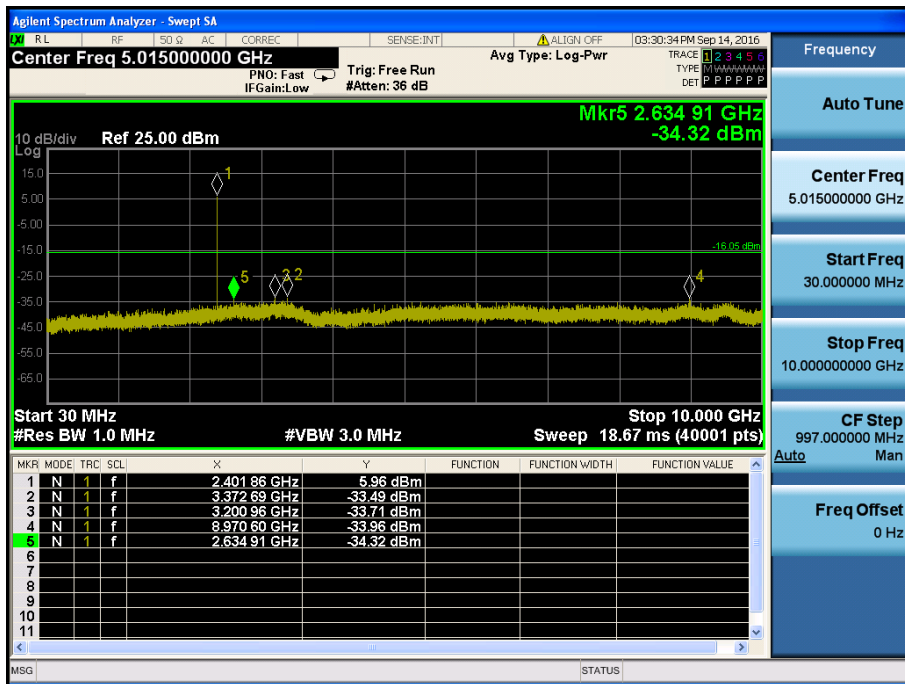 Agilent Spectrum Analyzer - Swept SA
LXI RL RF 50 Ω AC CORREC SENSE:INT ALIGN OFF 03:30:34 PM Sep 14, 2016
Center Freq 5.015000000 GHz
PNO: Fast
IFGain:Low
Trig: Free Run
#Atten: 36 dB
Avg Type: Log-Pwr
TRACE 1 2 3 4 5 6
TYPE M W W W W W
DET P P P P P P
Mkr5 2.634 91 GHz
-34.32 dBm
10 dB/div Ref 25.00 dBm
Log
15.0
5.00
-5.00
-15.0
-25.0
-35.0
-45.0
-55.0
-65.0
1
5
3 2
4
-16.05 dBm
Start 30 MHz Stop 10.000 GHz
#Res BW 1.0 MHz #VBW 3.0 MHz Sweep 18.67 ms (40001 pts)
MKR MODE TRC SCL X Y FUNCTION FUNCTION WIDTH FUNCTION VALUE
1 N 1 f 2.401 86 GHz 5.96 dBm
2 N 1 f 3.372 69 GHz -33.49 dBm
3 N 1 f 3.200 96 GHz -33.71 dBm
4 N 1 f 8.970 60 GHz -33.96 dBm
5 N 1 f 2.634 91 GHz -34.32 dBm
6
7
8
9
10
11
MSG STATUS
Frequency
Auto Tune
Center Freq
5.015000000 GHz
Start Freq
30.000000 MHz
Stop Freq
10.000000000 GHz
CF Step
997.000000 MHz
Auto Man
Freq Offset
0 Hz